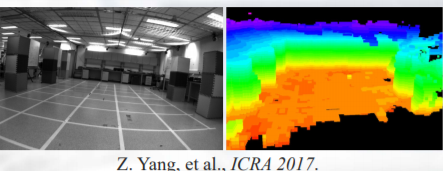 Z. Yang, et al., ICRA 2017.